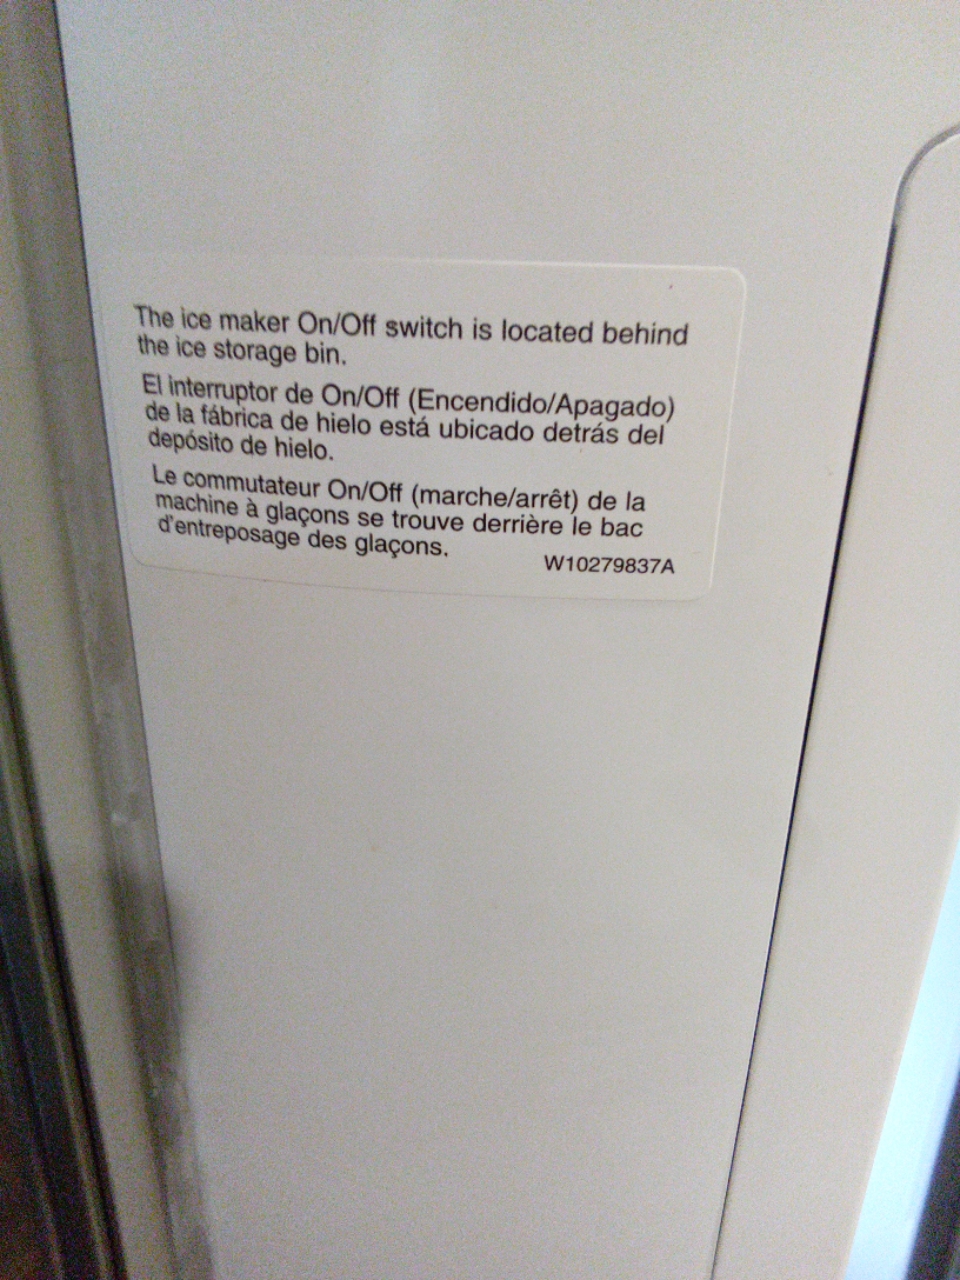 The ice maker On/Off switch is located behind
the ice storage bin.
El interruptor de On/Off (Encendido/Apagado)
de la fábrica de hielo está ubicado detrás del
depósito de hielo.
Le commutateur On/Off (marche/arrêt) de la
machine à glaçons se trouve derrière le bac
d'entreposage des glaçons.
W10279837A